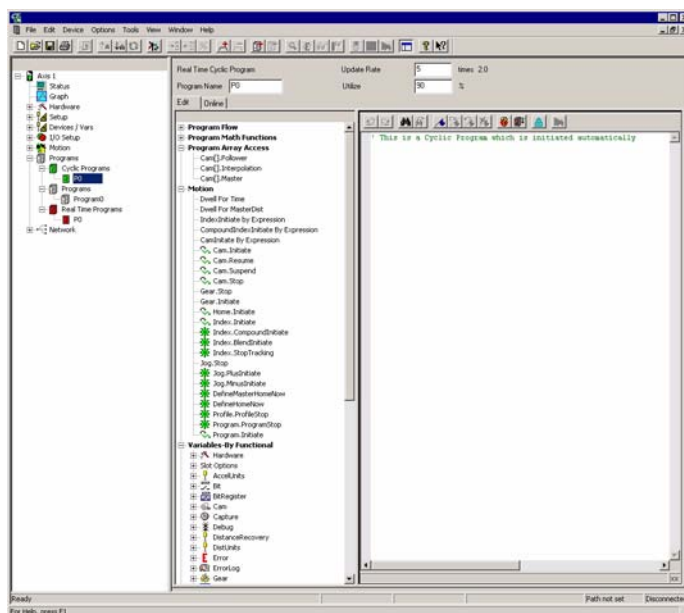 File Edit Device Options Tools View Window Help
Axis 1
Status
Graph
Hardware
Setup
Devices / Vars
I/O Setup
Motion
Programs
Cyclic Programs
P0
Programs
Program0
Real Time Programs
P0
Network
Real Time Cyclic Program
Update Rate 5 times 2.0
Program Name P0
Utilize 90 %
Edit Online
Program Flow
Program Math Functions
Program Array Access
Cam[].Follower
Cam[].Interpolation
Cam[].Master
Motion
Dwell For Time
Dwell For MasterDist
IndexInitiate by Expression
CompoundIndexInitiate By Expression
CamInitate By Expression
Cam.Initiate
Cam.Resume
Cam.Suspend
Cam.Stop
Gear.Stop
Gear.Initiate
Home.Initiate
Index.Initiate
Index.CompoundInitiate
Index.BlendInitiate
Index.StopTracking
Jog.Stop
Jog.PlusInitiate
Jog.MinusInitiate
DefineMasterHomeNow
DefineHomeNow
Profile.ProfileStop
Program.ProgramStop
Program.Initiate
Variables-By Functional
Hardware
Slot Options
AccelUnits
Bit
BitRegister
Cam
Capture
Debug
DistanceRecovery
DistUnits
Error
ErrorLog
Gear
' This is a Cyclic Program which is initiated automatically
Ready
Path not set
Disconnected
For Help, press F1